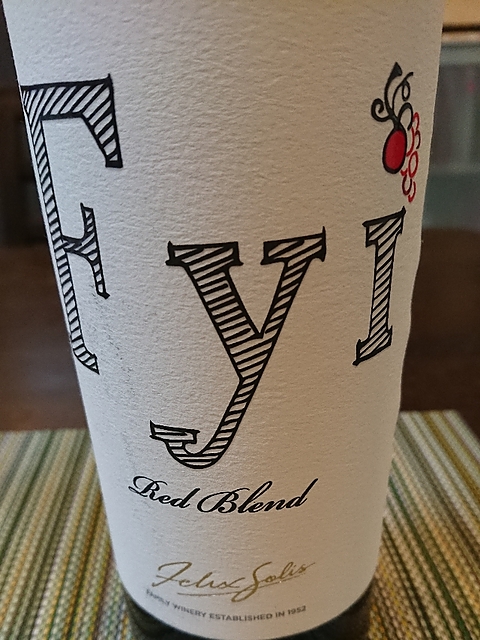 Fyi
Red Blend
Felix Solis
FAMILY WINERY ESTABLISHED IN 1952